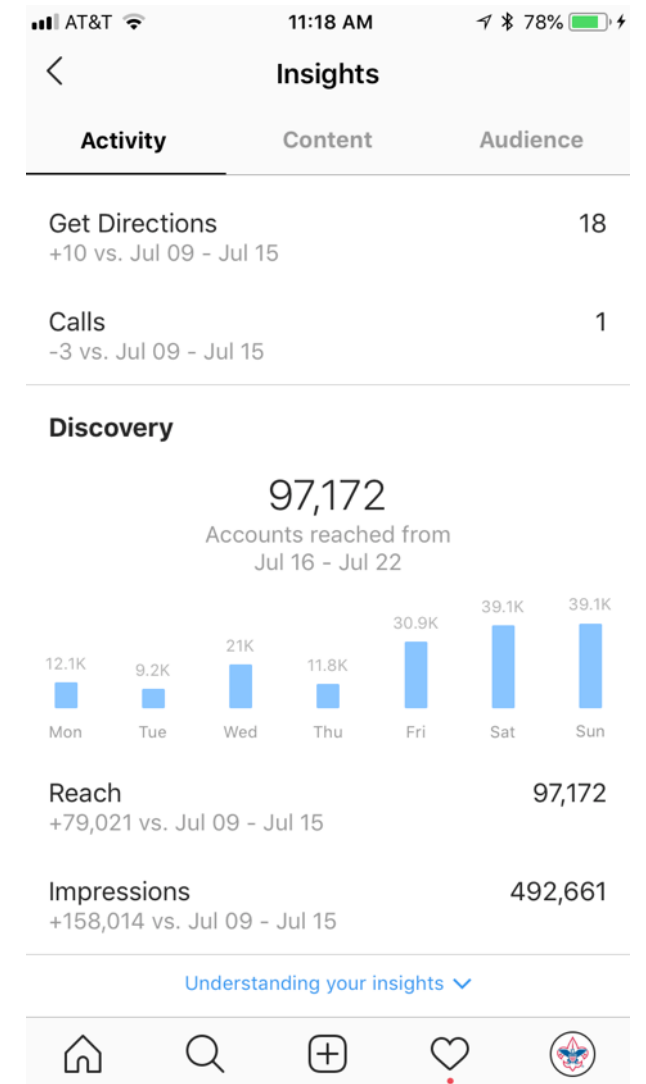 AT&T 11:18 AM 78%
Insights
Activity Content Audience
Get Directions 18
+10 vs. Jul 09 - Jul 15
Calls 1
-3 vs. Jul 09 - Jul 15
Discovery
97,172
Accounts reached from
Jul 16 - Jul 22
12.1K 9.2K 21K 11.8K 30.9K 39.1K 39.1K
Mon Tue Wed Thu Fri Sat Sun
Reach 97,172
+79,021 vs. Jul 09 - Jul 15
Impressions 492,661
+158,014 vs. Jul 09 - Jul 15
Understanding your insights